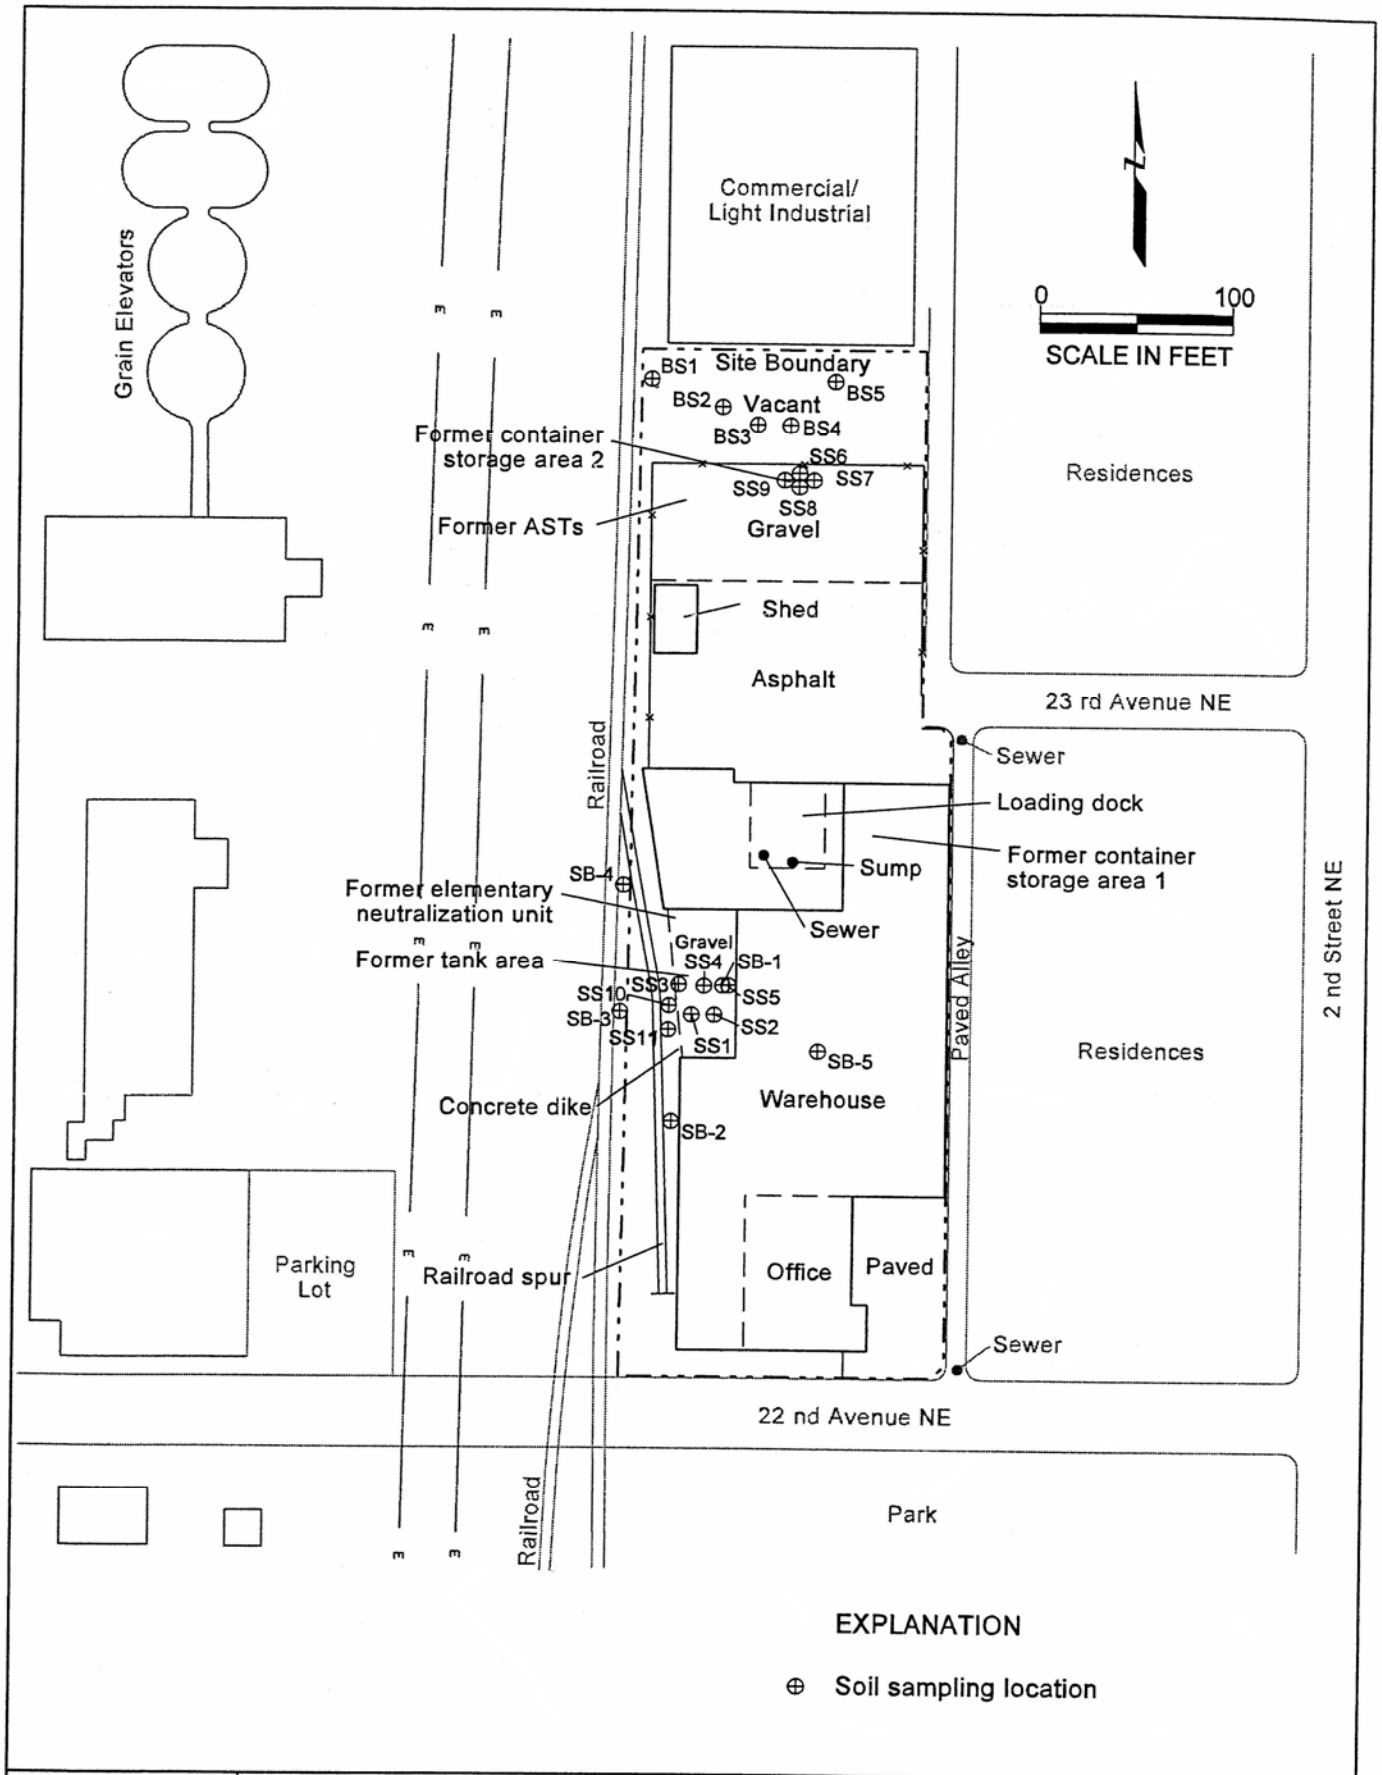 Commercial/
Light Industrial
Grain Elevators
0
100
SCALE IN FEET
Site Boundary
BS1
BS5
BS2
Vacant
BS3
BS4
Former container
storage area 2
SS6
SS9
SS7
SS8
Residences
Former ASTs
Gravel
Shed
Asphalt
23 rd Avenue NE
Railroad
Sewer
Loading dock
Former container
storage area 1
Sump
SB-4
Former elementary
neutralization unit
Sewer
Gravel
Former tank area
SS4
SB-1
SS3
SS5
SS10
SB-3
SS2
SS11
SS1
SB-5
Paved Alley
2 nd Street NE
Residences
Concrete dike
Warehouse
SB-2
Parking
Lot
Railroad spur
Office
Paved
Sewer
22 nd Avenue NE
Railroad
Park
E
E
E
E
E
E
E
E
E
E
Z
EXPLANATION
Soil sampling location